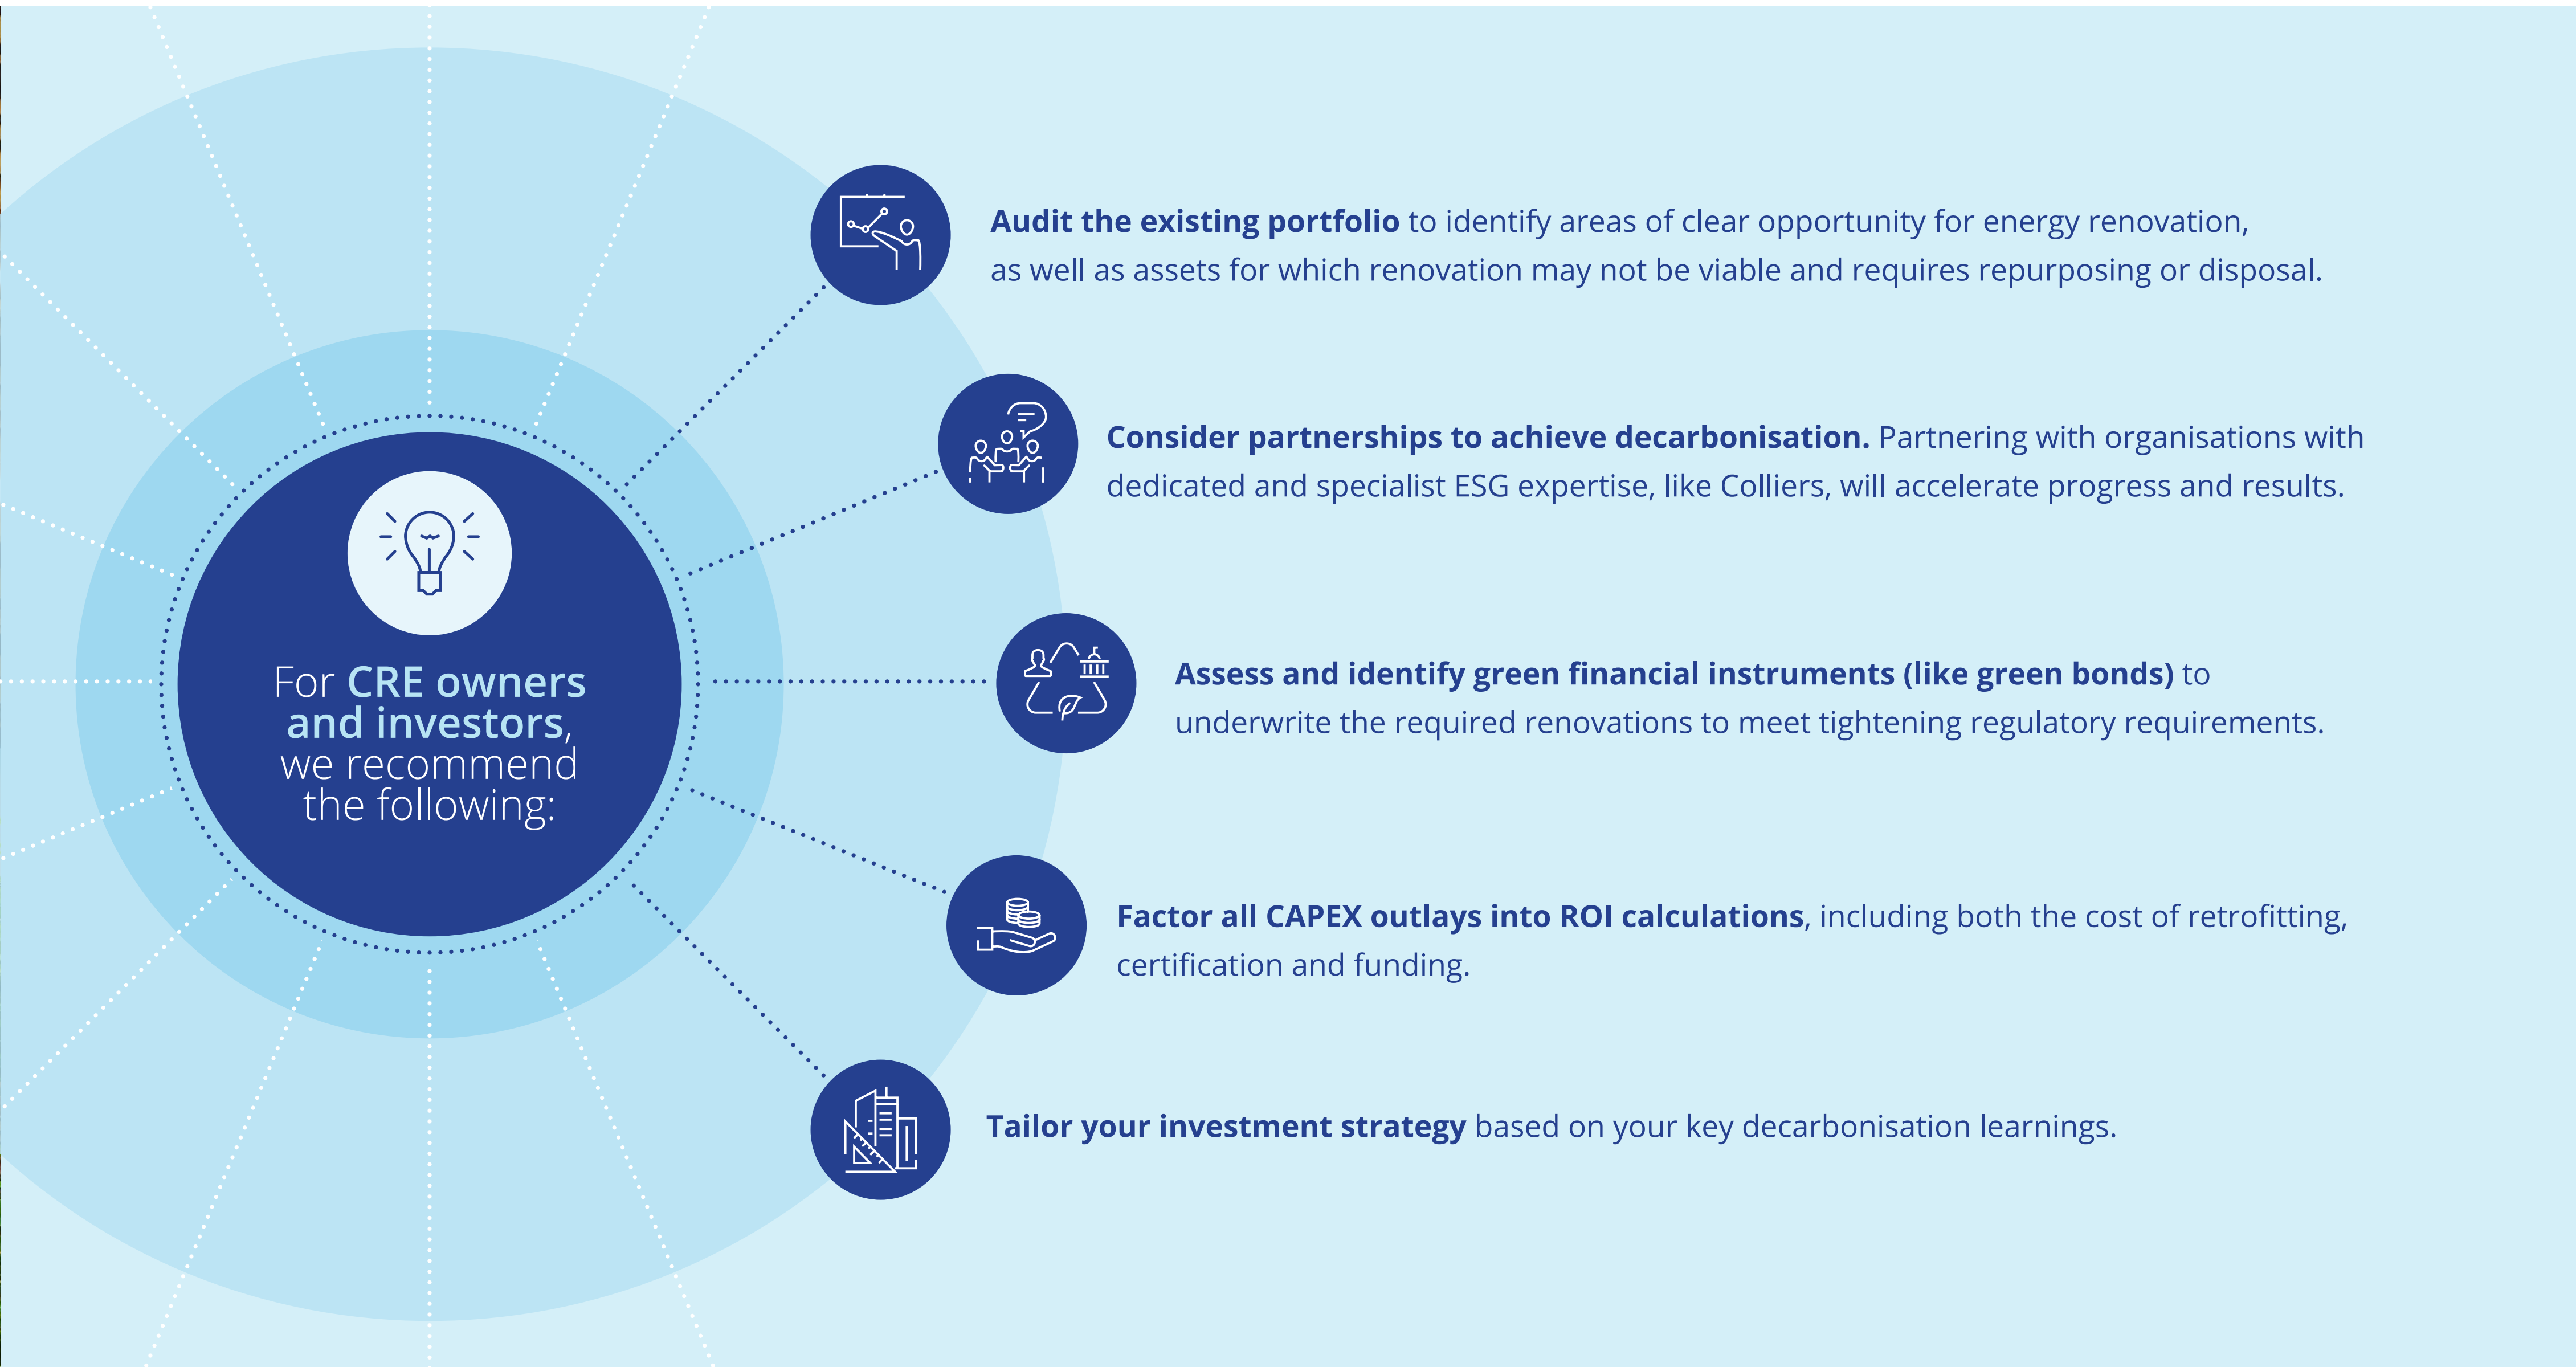 For CRE owners
and investors,
we recommend
the following:
Audit the existing portfolio to identify areas of clear opportunity for energy renovation,
as well as assets for which renovation may not be viable and requires repurposing or disposal.
Consider partnerships to achieve decarbonisation. Partnering with organisations with
dedicated and specialist ESG expertise, like Colliers, will accelerate progress and results.
Assess and identify green financial instruments (like green bonds) to
underwrite the required renovations to meet tightening regulatory requirements.
Factor all CAPEX outlays into ROI calculations, including both the cost of retrofitting,
certification and funding.
Tailor your investment strategy based on your key decarbonisation learnings.